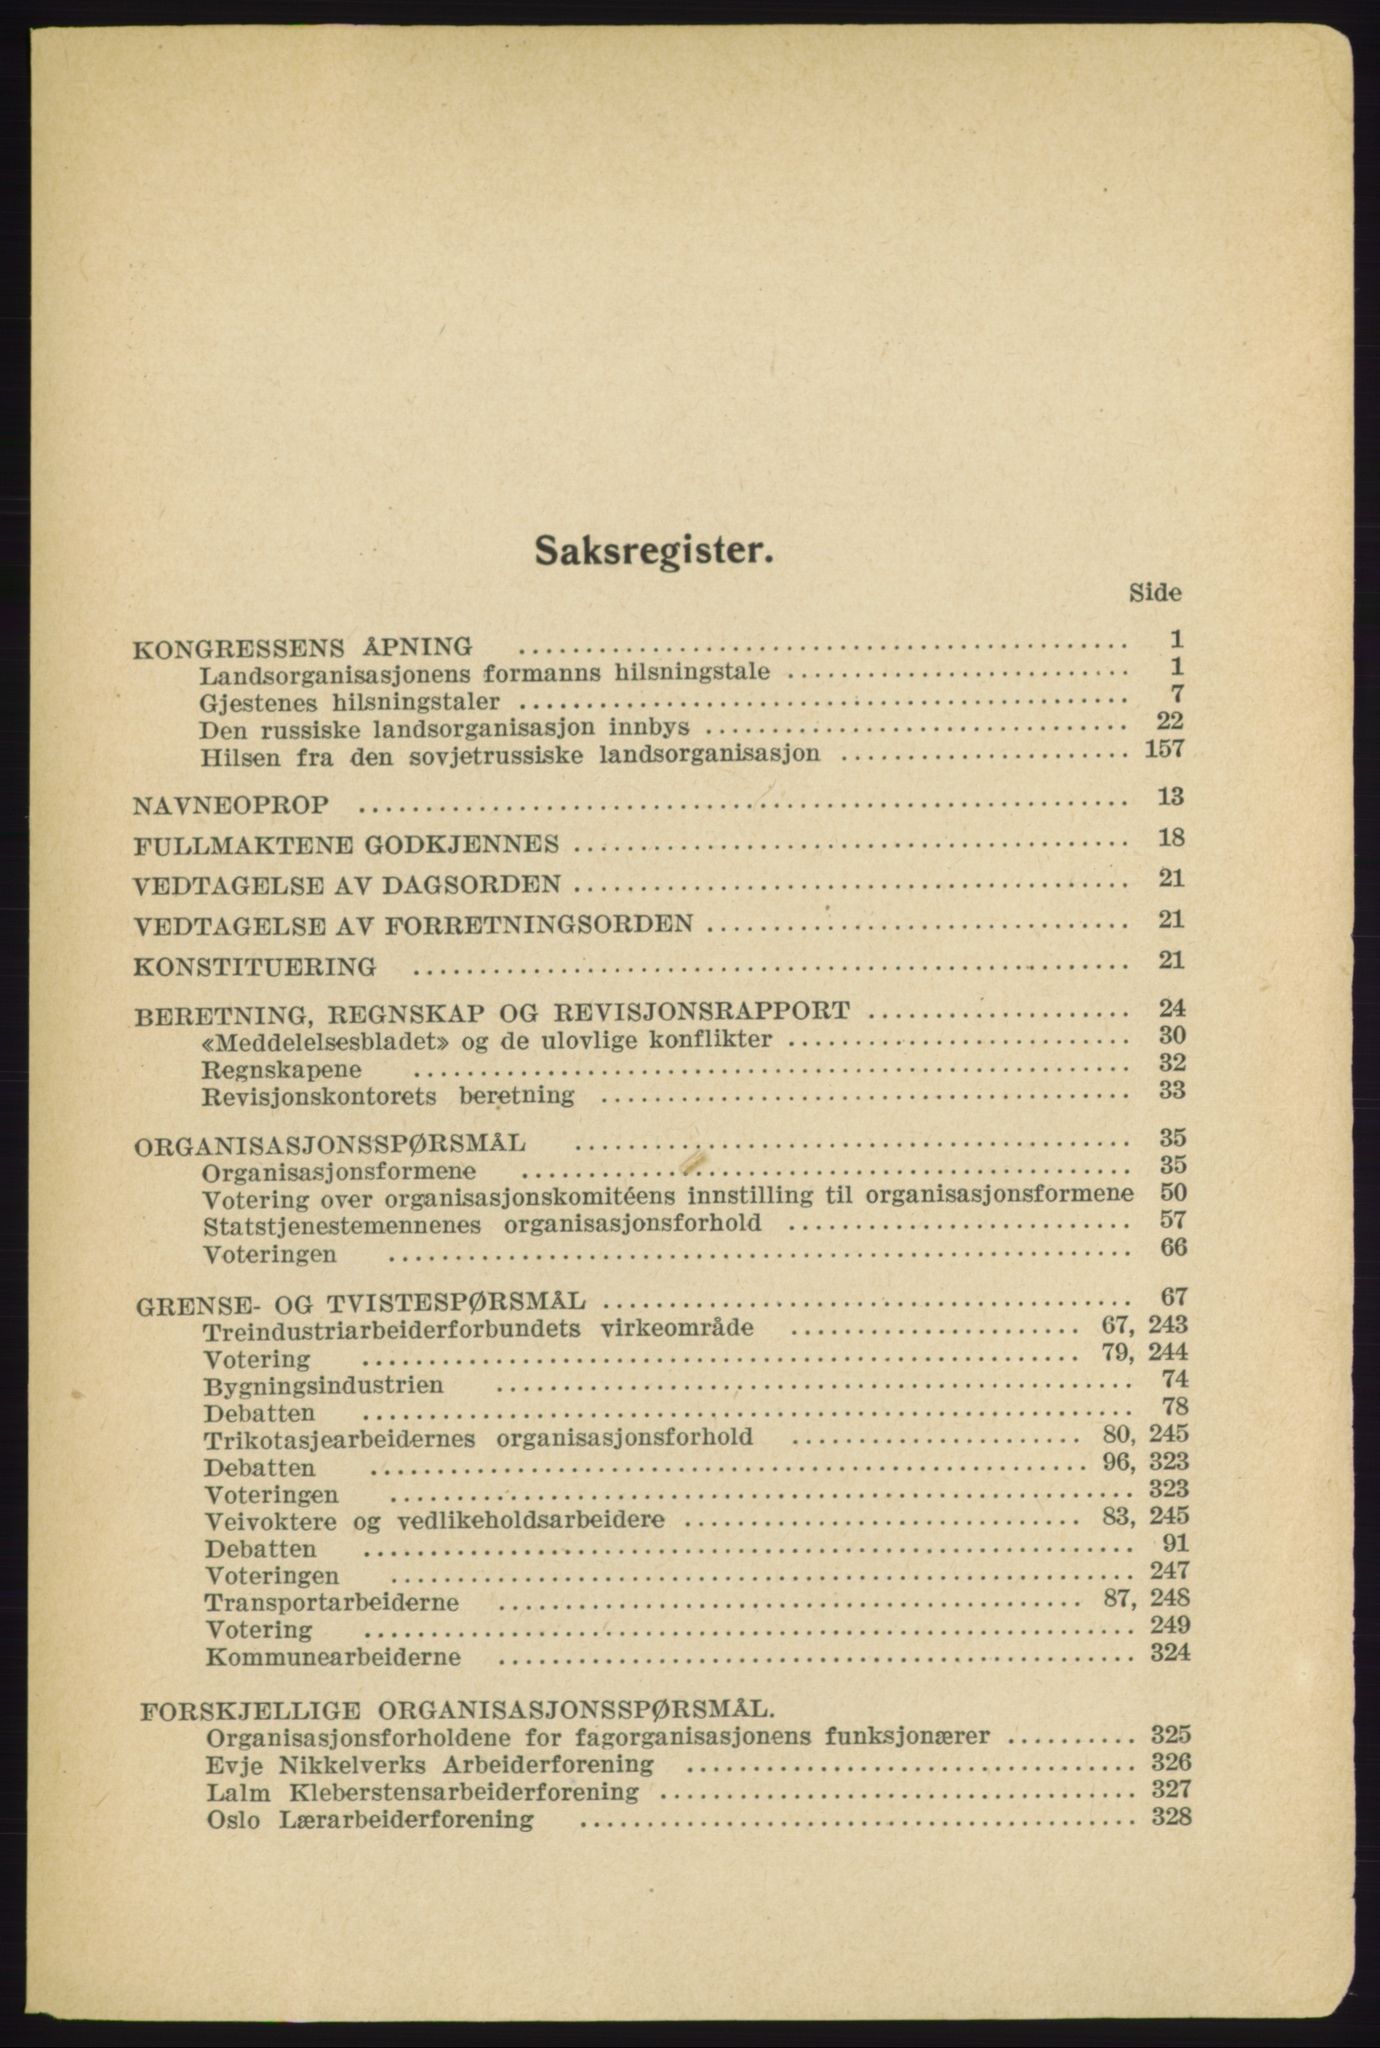 Saksregister.
Side
KONGRESSENS ÅPNING .......... 1
Landsorganisasjonens formanns hilsningstale .......... 1
Gjestenes hilsningstaler .......... 7
Den russiske landsorganisasjon innbys .......... 22
Hilsen fra den sovjetrussiske landsorganisasjon .......... 157
NAVNEOPROP .......... 13
FULLMAKTENE GODKJENNES .......... 18
VEDTAGELSE AV DAGSORDEN .......... 21
VEDTAGELSE AV FORRETNINGSORDEN .......... 21
KONSTITUERING .......... 21
BERETNING, REGNSKAP OG REVISJONSRAPPORT .......... 24
«Meddelelsesbladet» og de ulovlige konflikter .......... 30
Regnskapene .......... 32
Revisjonskontorets beretning .......... 33
ORGANISASJONSSPØRSMÅL .......... 35
Organisasjonsformene .......... 35
Votering over organisasjonskomitéens innstilling til organisasjonsformene 50
Statstjenestemennenes organisasjonsforhold .......... 57
Voteringen .......... 66
GRENSE- OG TVISTESPØRSMÅL .......... 67
Treindustriarbeiderforbundets virkeområde .......... 67, 243
Votering .......... 79, 244
Bygningsindustrien .......... 74
Debatten .......... 78
Trikotasjearbeidernes organisasjonsforhold .......... 80, 245
Debatten .......... 96, 323
Voteringen .......... 323
Veivoktere og vedlikeholdsarbeidere .......... 83, 245
Debatten .......... 91
Voteringen .......... 247
Transportarbeiderne .......... 87, 248
Votering .......... 249
Kommunearbeiderne .......... 324
FORSKJELLIGE ORGANISASJONSSPØRSMÅL.
Organisasjonsforholdene for fagorganisasjonens funksjonærer .......... 325
Evje Nikkelverks Arbeiderforening .......... 326
Lalm Kleberstensarbeiderforening .......... 327
Oslo Lærarbeiderforening .......... 328